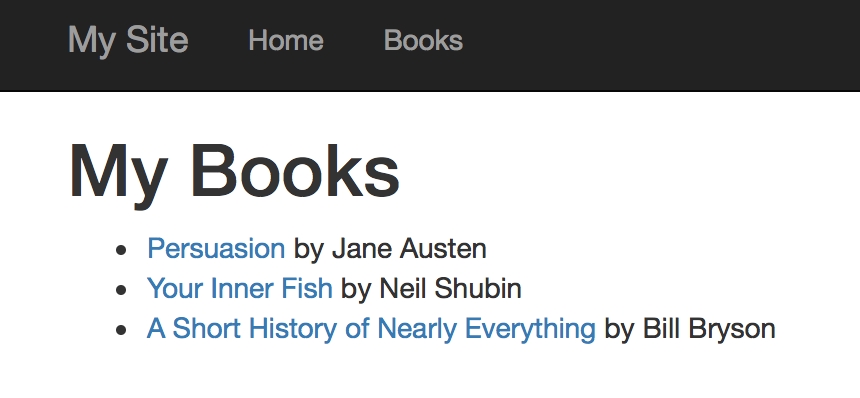 My Site Home Books
My Books
Persuasion by Jane Austen
Your Inner Fish by Neil Shubin
A Short History of Nearly Everything by Bill Bryson